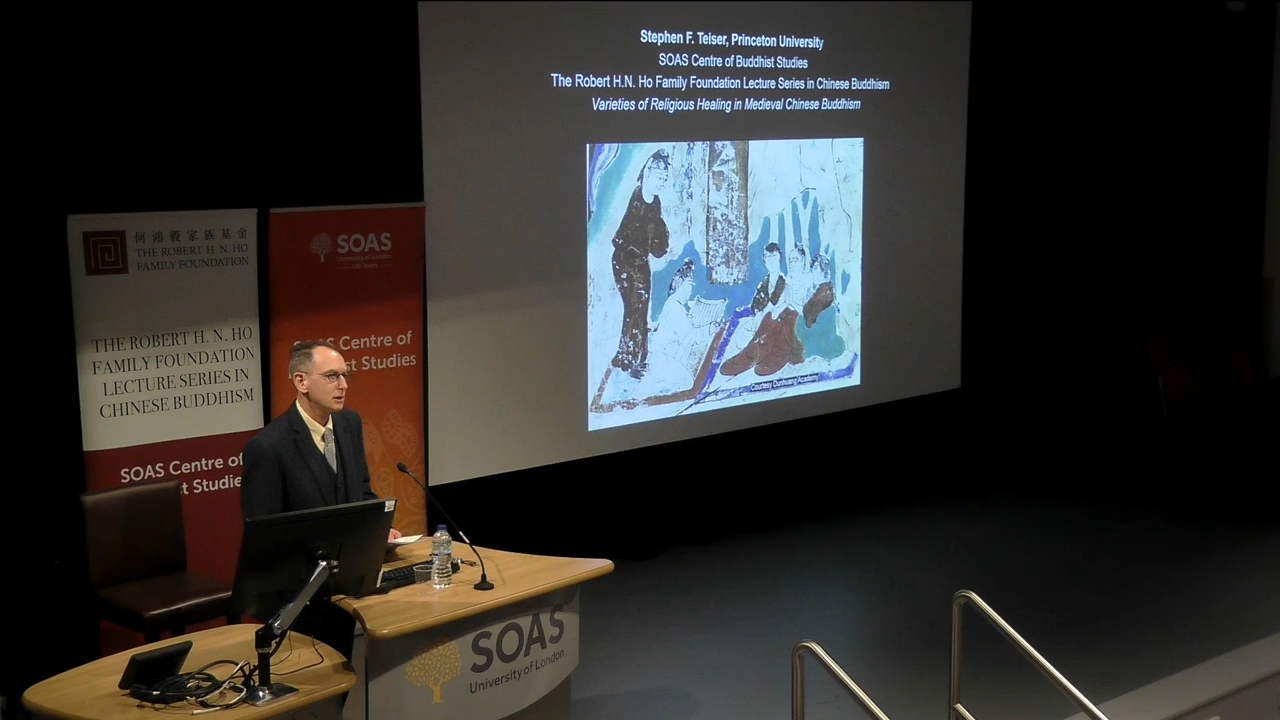 Stephen F. Teiser, Princeton University
SOAS Centre of Buddhist Studies
The Robert H.N. Ho Family Foundation Lecture Series in Chinese Buddhism
Varieties of Religious Healing in Medieval Chinese Buddhism
Courtesy Dunhuang Academy
何鴻毅家族基金
THE ROBERT H. N. HO
FAMILY FOUNDATION
THE ROBERT H. N. HO
FAMILY FOUNDATION
LECTURE SERIES IN
CHINESE BUDDHISM
SOAS Centre of
st Studie
SOAS
University of London
S Centre of
st Studies
SOAS
University of London